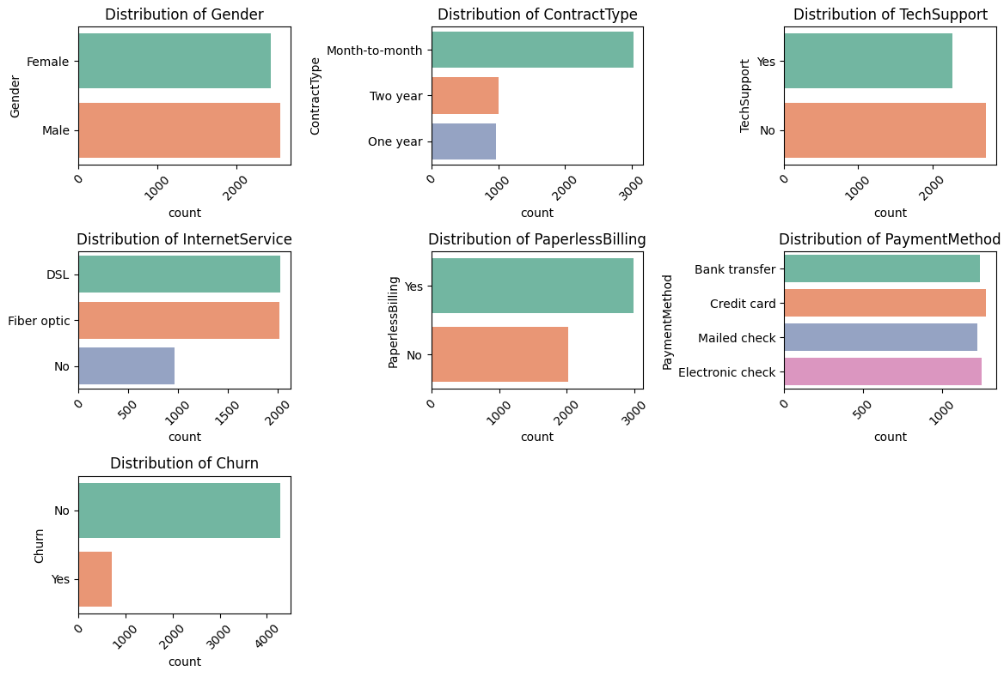 Distribution of Gender
Gender
Female
Male
0
1000
2000
count
Distribution of ContractType
ContractType
Month-to-month
Two year
One year
0
1000
2000
3000
count
Distribution of TechSupport
TechSupport
Yes
No
0
2000
count
Distribution of InternetService
DSL
Fiber optic
No
0
500
1000
1500
2000
count
Distribution of PaperlessBilling
PaperlessBilling
Yes
No
0
1000
2000
3000
count
Distribution of PaymentMethod
PaymentMethod
Bank transfer
Credit card
Mailed check
Electronic check
0
500
1000
count
Distribution of Churn
Churn
No
Yes
0
1000
2000
3000
4000
count